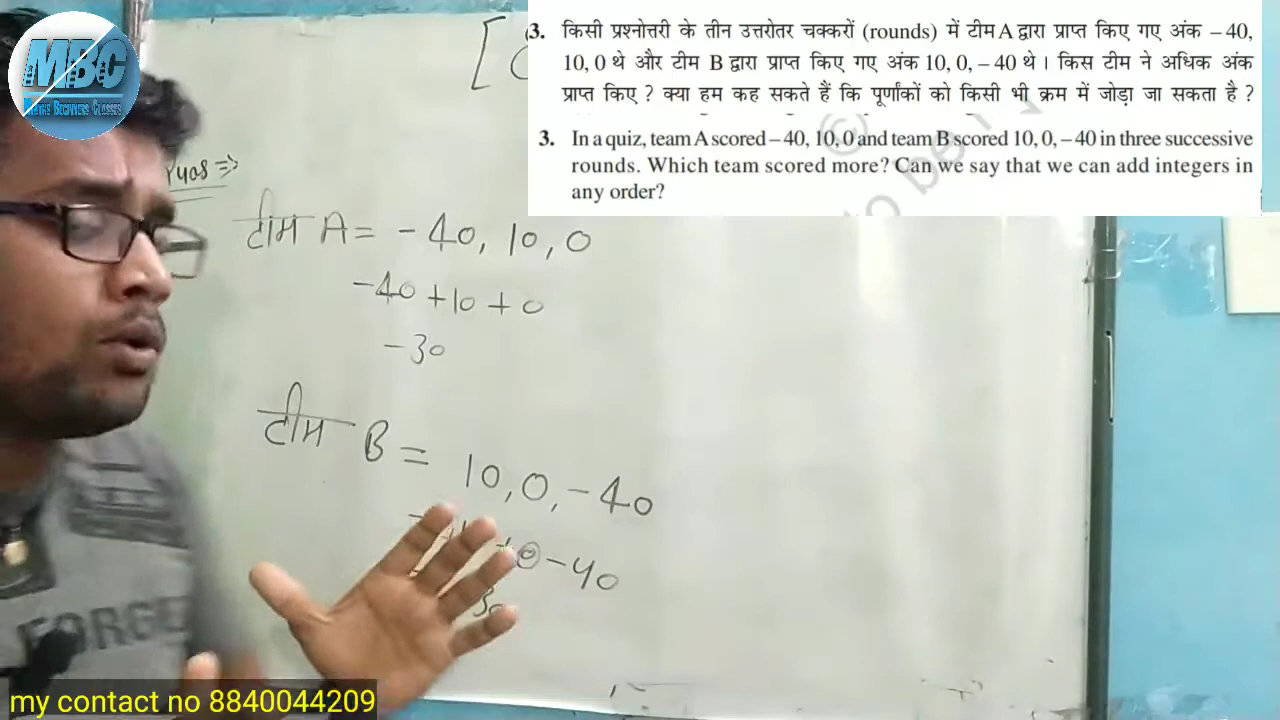 MBC
MATHS BEGINNERS CLASSES
3. किसी प्रश्नोत्तरी के तीन उत्तरोतर चक्करों (rounds) में टीम A द्वारा प्राप्त किए गए अंक – 40,
10, 0 थे और टीम B द्वारा प्राप्त किए गए अंक 10, 0, – 40 थे । किस टीम ने अधिक अंक
प्राप्त किए ? क्या हम कह सकते हैं कि पूर्णांकों को किसी भी क्रम में जोड़ा जा सकता है ?
3. In a quiz, team A scored – 40, 10, 0 and team B scored 10, 0, – 40 in three successive
rounds. Which team scored more? Can we say that we can add integers in
any order?
टीम A = - 40, 10, 0
-40 +10 + 0
-30
टीम B = 10, 0, - 40
- 40
my contact no 8840044209